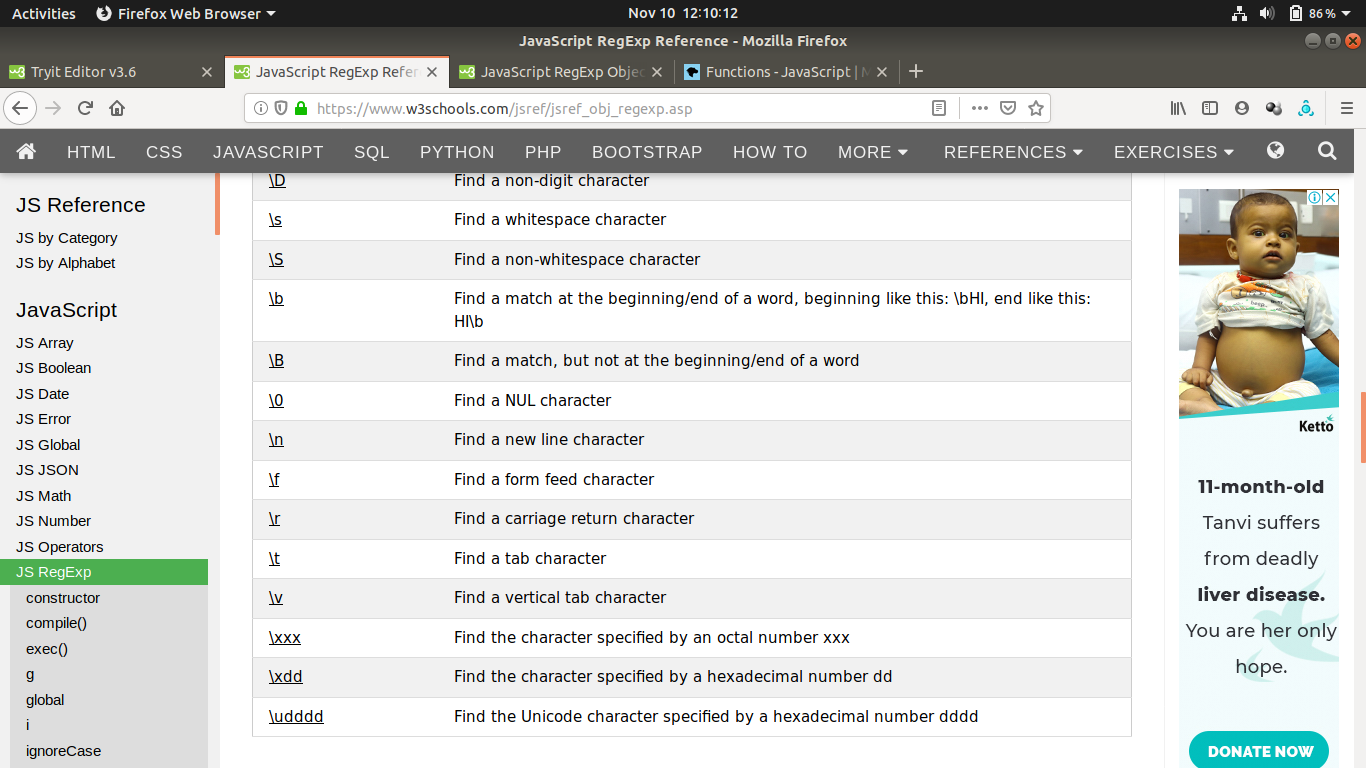 Activities Firefox Web Browser Nov 10 12:10:12 86%
JavaScript RegExp Reference - Mozilla Firefox
Tryit Editor v3.6 JavaScript RegExp Refer JavaScript RegExp Obje Functions - JavaScript |
https://www.w3schools.com/jsref/jsref_obj_regexp.asp
HTML CSS JAVASCRIPT SQL PYTHON PHP BOOTSTRAP HOW TO MORE REFERENCES EXERCISES
JS Reference
JS by Category
JS by Alphabet
JavaScript
JS Array
JS Boolean
JS Date
JS Error
JS Global
JS JSON
JS Math
JS Number
JS Operators
JS RegExp
constructor
compile()
exec()
g
global
i
ignoreCase
\D Find a non-digit character
\s Find a whitespace character
\S Find a non-whitespace character
\b Find a match at the beginning/end of a word, beginning like this: \bHI, end like this:
HI\b
\B Find a match, but not at the beginning/end of a word
\0 Find a NUL character
\n Find a new line character
\f Find a form feed character
\r Find a carriage return character
\t Find a tab character
\v Find a vertical tab character
\xxx Find the character specified by an octal number xxx
\xdd Find the character specified by a hexadecimal number dd
\udddd Find the Unicode character specified by a hexadecimal number dddd
Ketto
11-month-old
Tanvi suffers
from deadly
liver disease.
You are her only
hope.
DONATE NOW